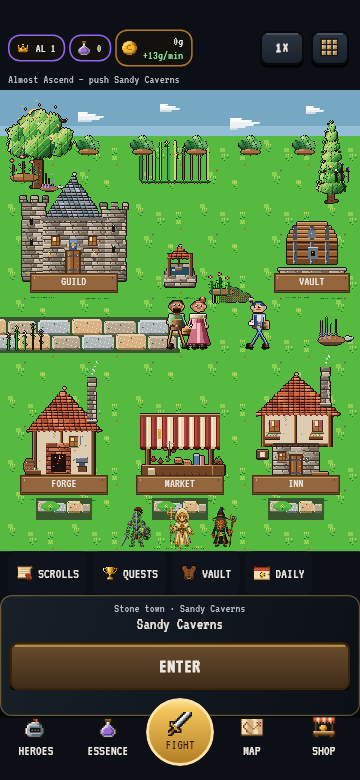 AL 1
0
0g
+13g/min
1X
Almost Ascend – push Sandy Caverns
GUILD
VAULT
FORGE
MARKET
INN
SCROLLS
QUESTS
VAULT
DAILY
Stone town · Sandy Caverns
Sandy Caverns
ENTER
HEROES
ESSENCE
FIGHT
MAP
SHOP